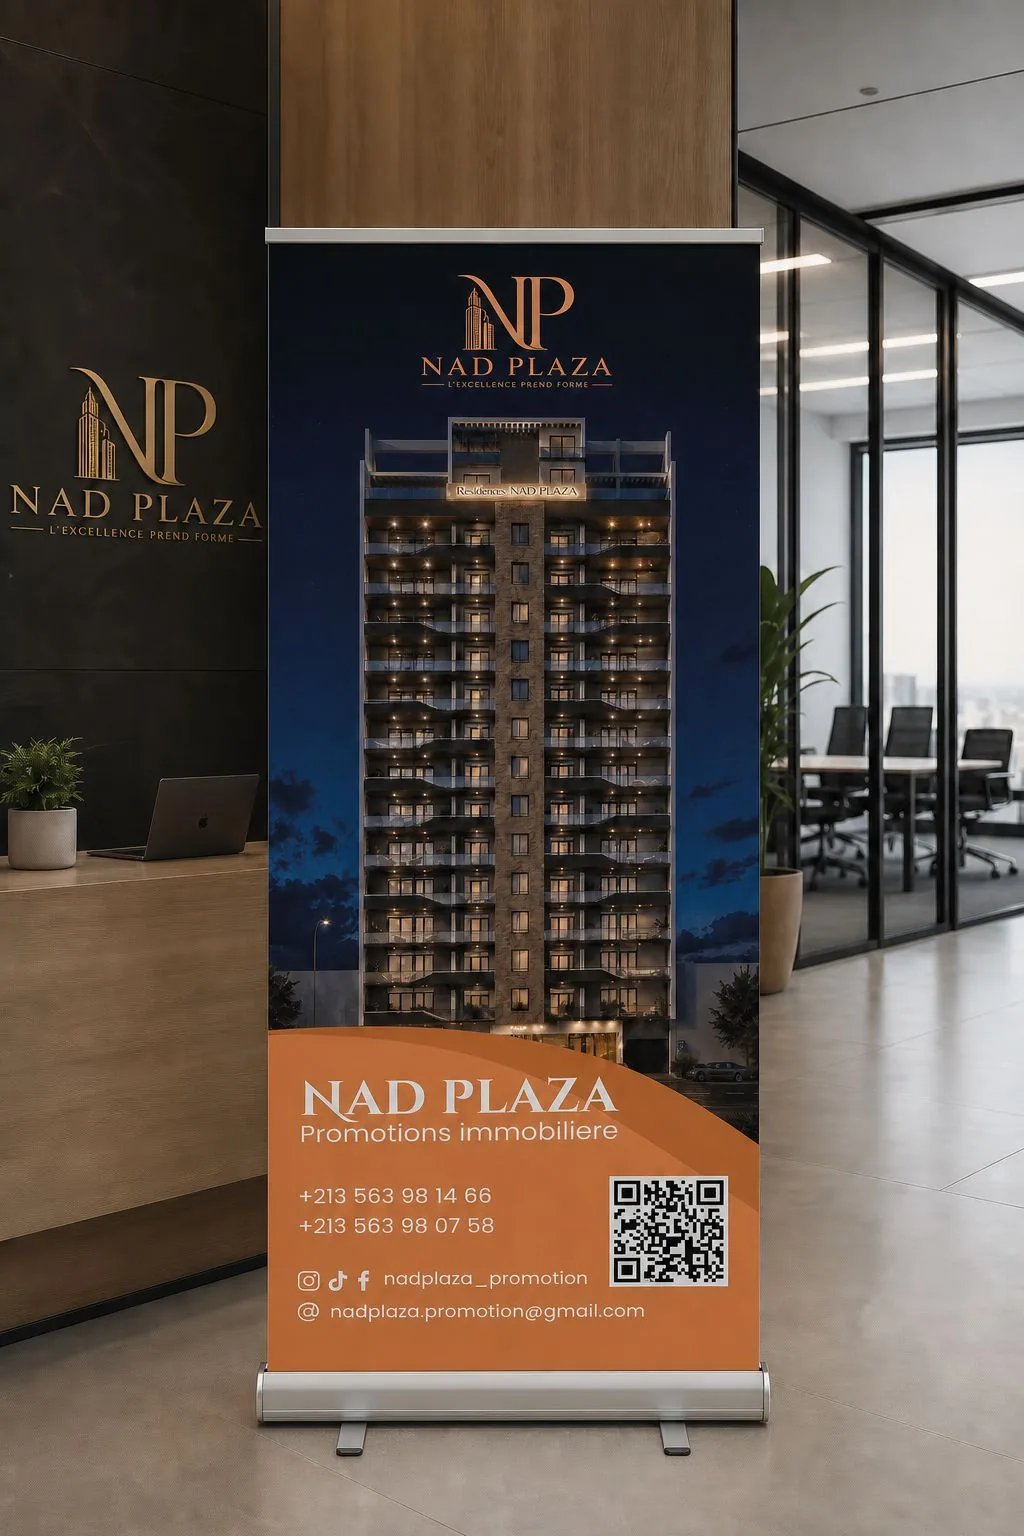 NP
NAD PLAZA
L'EXCELLENCE PREND FORME
NP
NAD PLAZA
L'EXCELLENCE PREND FORME
Residences NAD PLAZA
NAD PLAZA
Promotions immobiliere
+213 563 98 14 66
+213 563 98 07 58
nadplaza_promotion
@ nadplaza.promotion@gmail.com